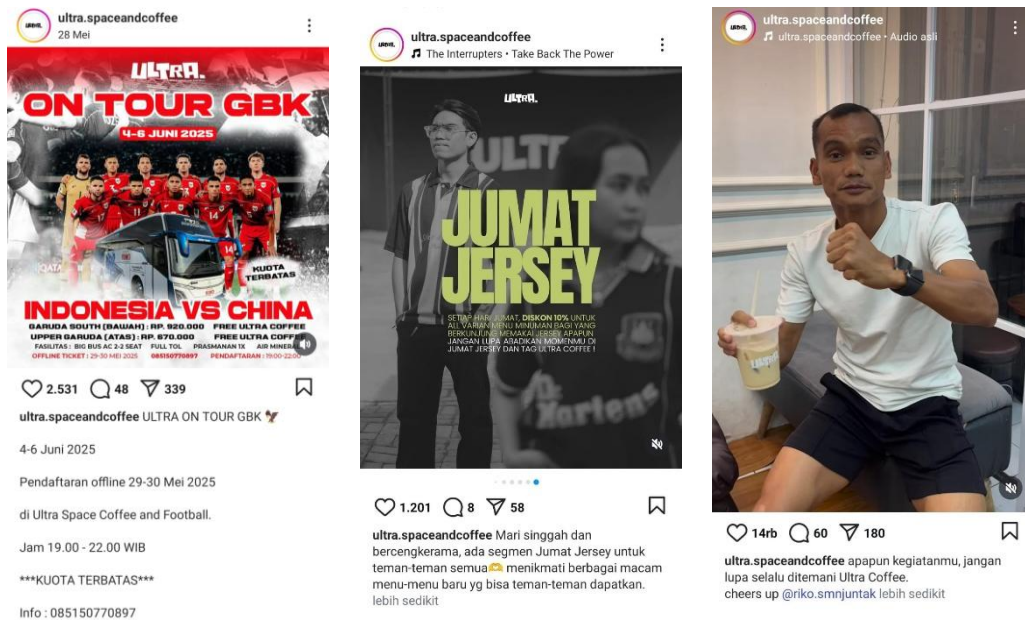 ultra.spaceandcoffee
28 Mei
ULTRA.
ON TOUR GBK
4-6 JUNI 2025
KUOTA
TERBATAS
INDONESIA VS CHINA
GARUDA SOUTH (BAWAH) : RP. 920.000 FREE ULTRA COFFEE
UPPER GARUDA (ATAS) : RP. 670.000 FREE ULTRA COFFEE
FASILITAS : BIG BUS AC 2-2 SEAT FULL TOL PRASMANAN 1X AIR MINERAL
OFFLINE TICKET : 29-30 MEI 2025 085150770897 PENDAFTARAN : 19:00-22:00
2.531 48 339
ultra.spaceandcoffee ULTRA ON TOUR GBK 🦅
4-6 Juni 2025
Pendaftaran offline 29-30 Mei 2025
di Ultra Space Coffee and Football.
Jam 19.00 - 22.00 WIB
***KUOTA TERBATAS***
Info : 085150770897
ultra.spaceandcoffee
The Interrupters • Take Back The Power
ULTRA.
ULTR
JUMAT
JERSEY
SETIAP HARI JUMAT, DISKON 10% UNTUK
ALL VARIAN MENU MINUMAN BAGI YANG
BERKUNJUNG MEMAKAI JERSEY APAPUN
JANGAN LUPA ABADIKAN MOMENMU DI
JUMAT JERSEY DAN TAG ULTRA COFFEE !
Dr.
Martens
1.201 8 58
ultra.spaceandcoffee Mari singgah dan
bercengkerama, ada segmen Jumat Jersey untuk
teman-teman semua🫶 menikmati berbagai macam
menu-menu baru yg bisa teman-teman dapatkan.
lebih sedikit
ultra.spaceandcoffee
ultra.spaceandcoffee • Audio asli
ULTRA.
14rb 60 180
ultra.spaceandcoffee apapun kegiatanmu, jangan
lupa selalu ditemani Ultra Coffee.
cheers up @riko.smnjuntak lebih sedikit